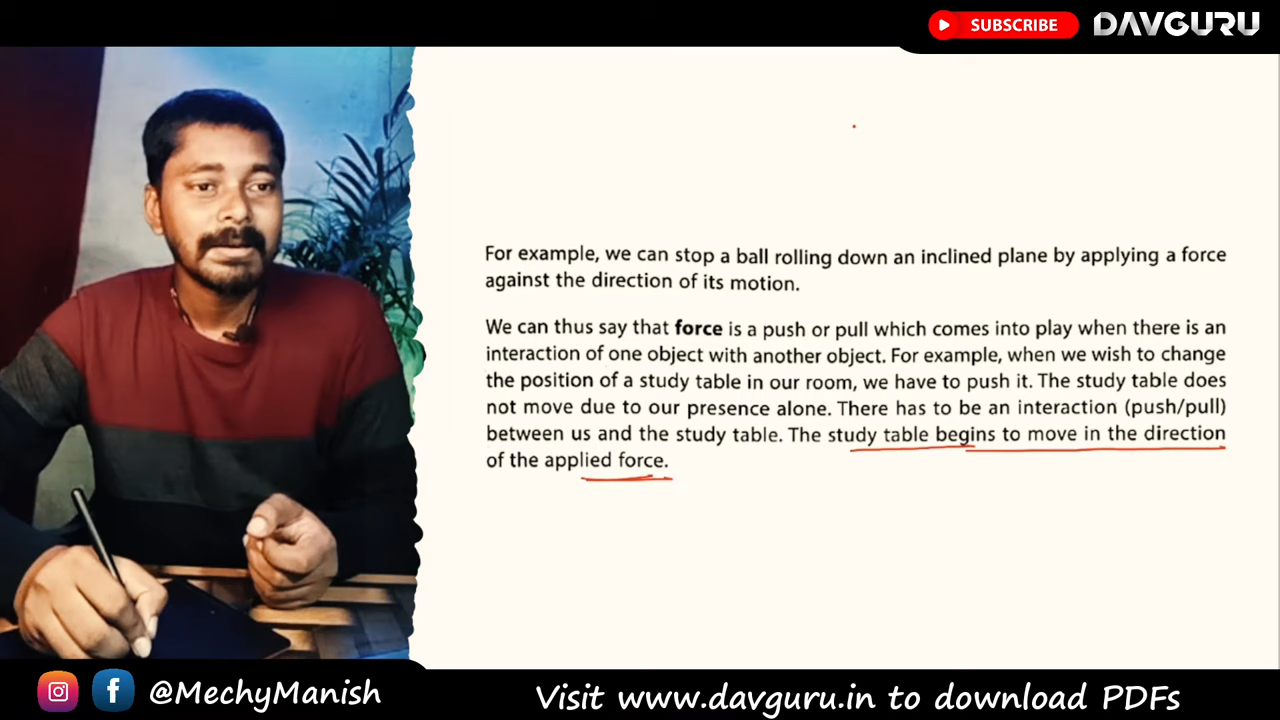 SUBSCRIBE DAVGURU
For example, we can stop a ball rolling down an inclined plane by applying a force
against the direction of its motion.
We can thus say that force is a push or pull which comes into play when there is an
interaction of one object with another object. For example, when we wish to change
the position of a study table in our room, we have to push it. The study table does
not move due to our presence alone. There has to be an interaction (push/pull)
between us and the study table. The study table begins to move in the direction
of the applied force.
@MechyManish
Visit www.davguru.in to download PDFs